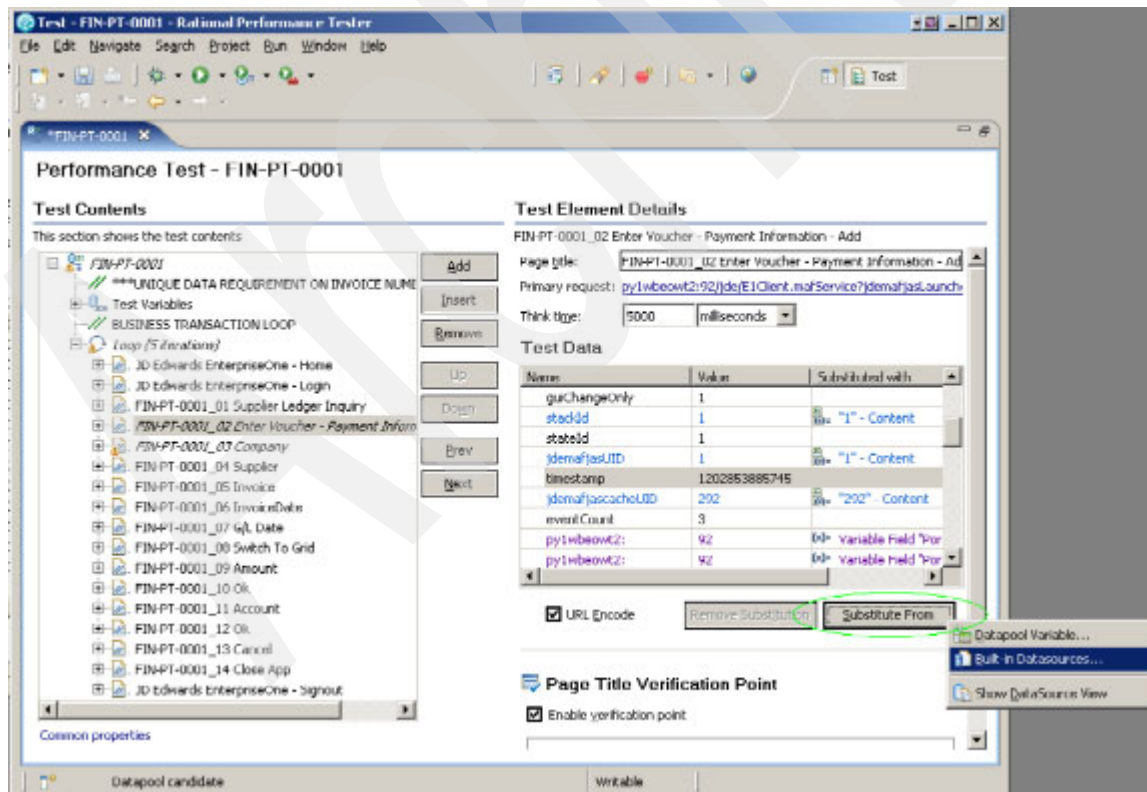 Test - FIN-PT-0001 - Rational Performance Tester
File Edit Navigate Search Project Run Window Help
Test
*FIN-PT-0001
Performance Test - FIN-PT-0001
Test Contents
This section shows the test contents
FIN-PT-0001
***UNIQUE DATA REQUIREMENT ON INVOICE NUME
Test Variables
BUSINESS TRANSACTION LOOP
Loop (5 iterations)
JD Edwards EnterpriseOne - Home
JD Edwards EnterpriseOne - Login
FIN-PT-0001_01 Supplier Ledger Inquiry
FIN-PT-0001_02 Enter Voucher - Payment Inform
FIN-PT-0001_03 Company
FIN-PT-0001_04 Supplier
FIN-PT-0001_05 Invoice
FIN-PT-0001_06 InvoiceDate
FIN-PT-0001_07 G/L Date
FIN-PT-0001_08 Switch To Grid
FIN-PT-0001_09 Amount
FIN-PT-0001_10 Ok
FIN-PT-0001_11 Account
FIN-PT-0001_12 Ok
FIN-PT-0001_13 Cancel
FIN-PT-0001_14 Close App
JD Edwards EnterpriseOne - Signout
Common properties
Add
Insert
Remove
Up
Down
Prev
Next
Test Element Details
FIN-PT-0001_02 Enter Voucher - Payment Information - Add
Page title: FIN-PT-0001_02 Enter Voucher - Payment Information - Ad
Primary request: py1wbeowt2:92/jde/E1Client.mafService?jdemafjasLaunch
Think time: 5000 milliseconds
Test Data
Name Value Substituted with
guiChangeOnly 1
stackId 1 "1" - Content
stateId 1
jdemafjasUID 1 "1" - Content
timestamp 1202853885745
jdemafjascacheUID 292 "292" - Content
eventCount 3
py1wbeowt2: 92 Variable Field "Por
py1wbeowt2: 92 Variable Field "Por
URL Encode Remove Substitution Substitute From
Datapool Variable...
Built-in Datasources...
Show DataSource View
Page Title Verification Point
Enable verification point
Datapool candidate Writable